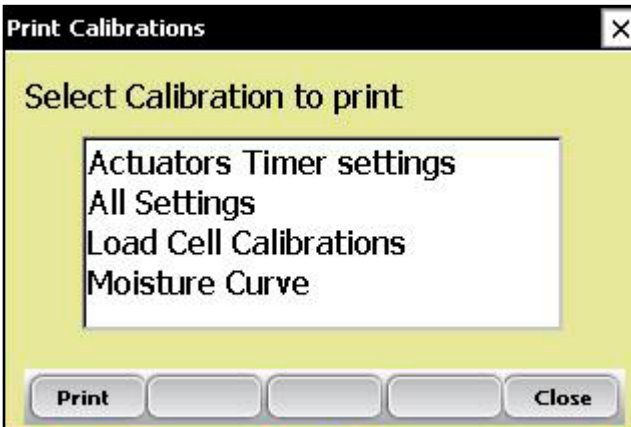 Print Calibrations
Select Calibration to print
Actuators Timer settings
All Settings
Load Cell Calibrations
Moisture Curve
Print
Close